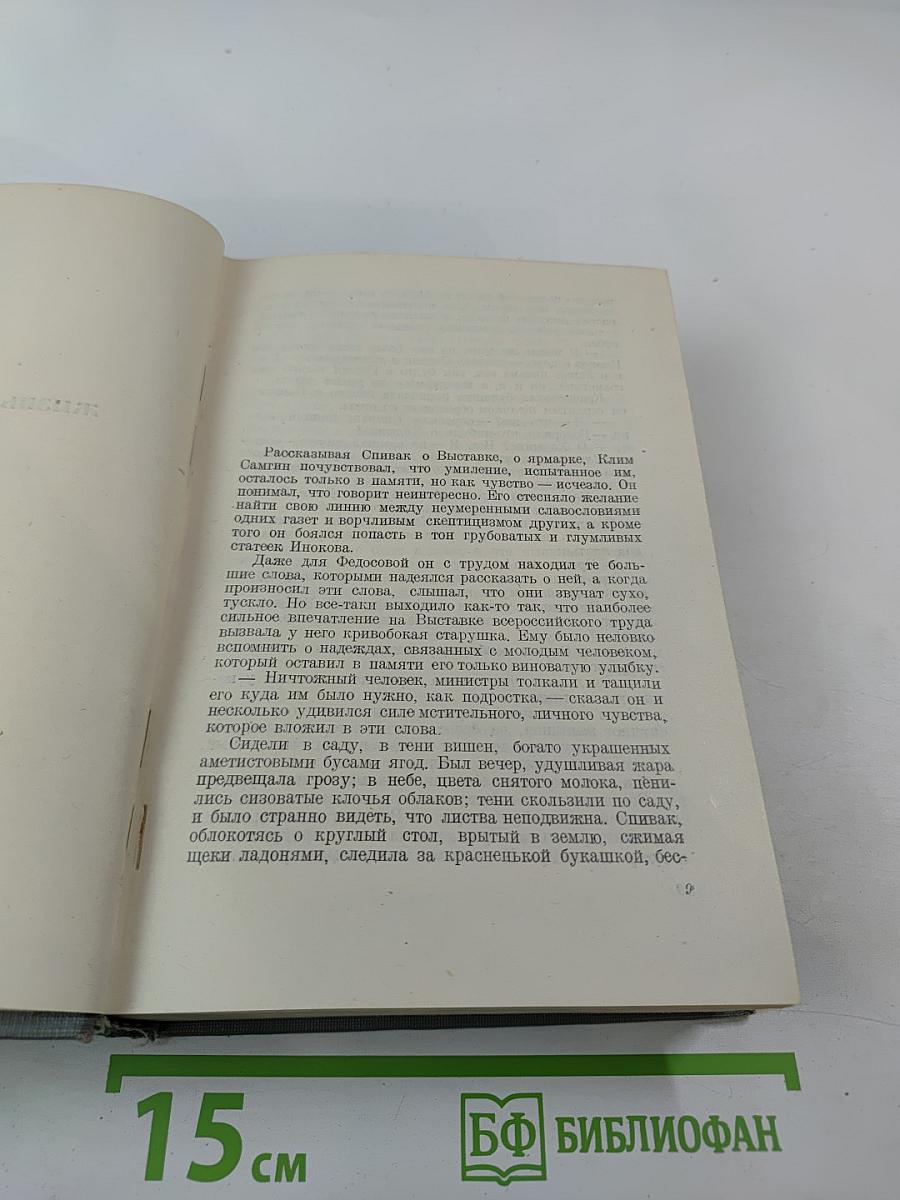 Рассказывая Спивак о Выставке, о ярмарке, Клим
Самгин почувствовал, что умиление, испытанное им,
осталось только в памяти, но как чувство — исчезло. Он
понимал, что говорит неинтересно. Его стесняло желание
найти свою линию между неумеренными славословиями
одних газет и ворчливым скептицизмом других, а кроме
того он боялся попасть в тон грубоватых и глумливых
статеек Инокова.
Даже для Федосовой он с трудом находил те боль-
шие слова, которыми надеялся рассказать о ней, а когда
произносил эти слова, слышал, что они звучат сухо,
тускло. Но все-таки выходило как-то так, что наиболее
сильное впечатление на Выставке всероссийского труда
вызвала у него кривобокая старушка. Ему было неловко
вспомнить о надеждах, связанных с молодым человеком,
который оставил в памяти его только виноватую улыбку.
— Ничтожный человек, министры толкали и тащили
его куда им было нужно, как подростка, — сказал он и
несколько удивился силе мстительного, личного чувства,
которое вложил в эти слова.
Сидели в саду, в тени вишен, богато украшенных
аметистовыми бусами ягод. Был вечер, удушливая жара
предвещала грозу; в небе, цвета снятого молока, пени-
лись сизоватые клочья облаков; тени скользили по саду,
и было странно видеть, что листва неподвижна. Спивак,
облокотясь о круглый стол, врытый в землю, сжимая
щеки ладонями, следила за красненькой букашкой, бес-
9
15 см
БФ БИБЛИОФАН